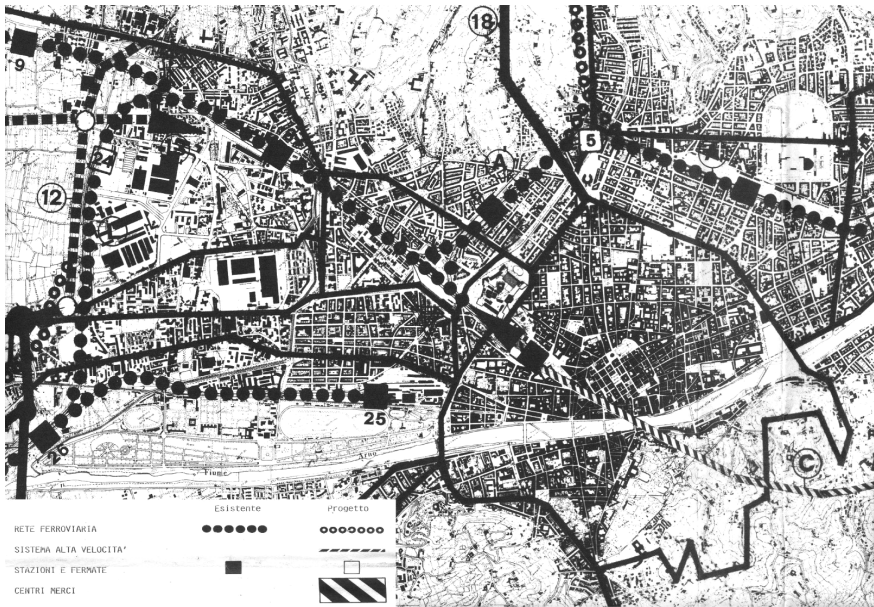 18
9
5
A
24
12
25
26
Fiume Arno
C
Esistente Progetto
RETE FERROVIARIA
SISTEMA ALTA VELOCITA'
STAZIONI E FERMATE
CENTRI MERCI